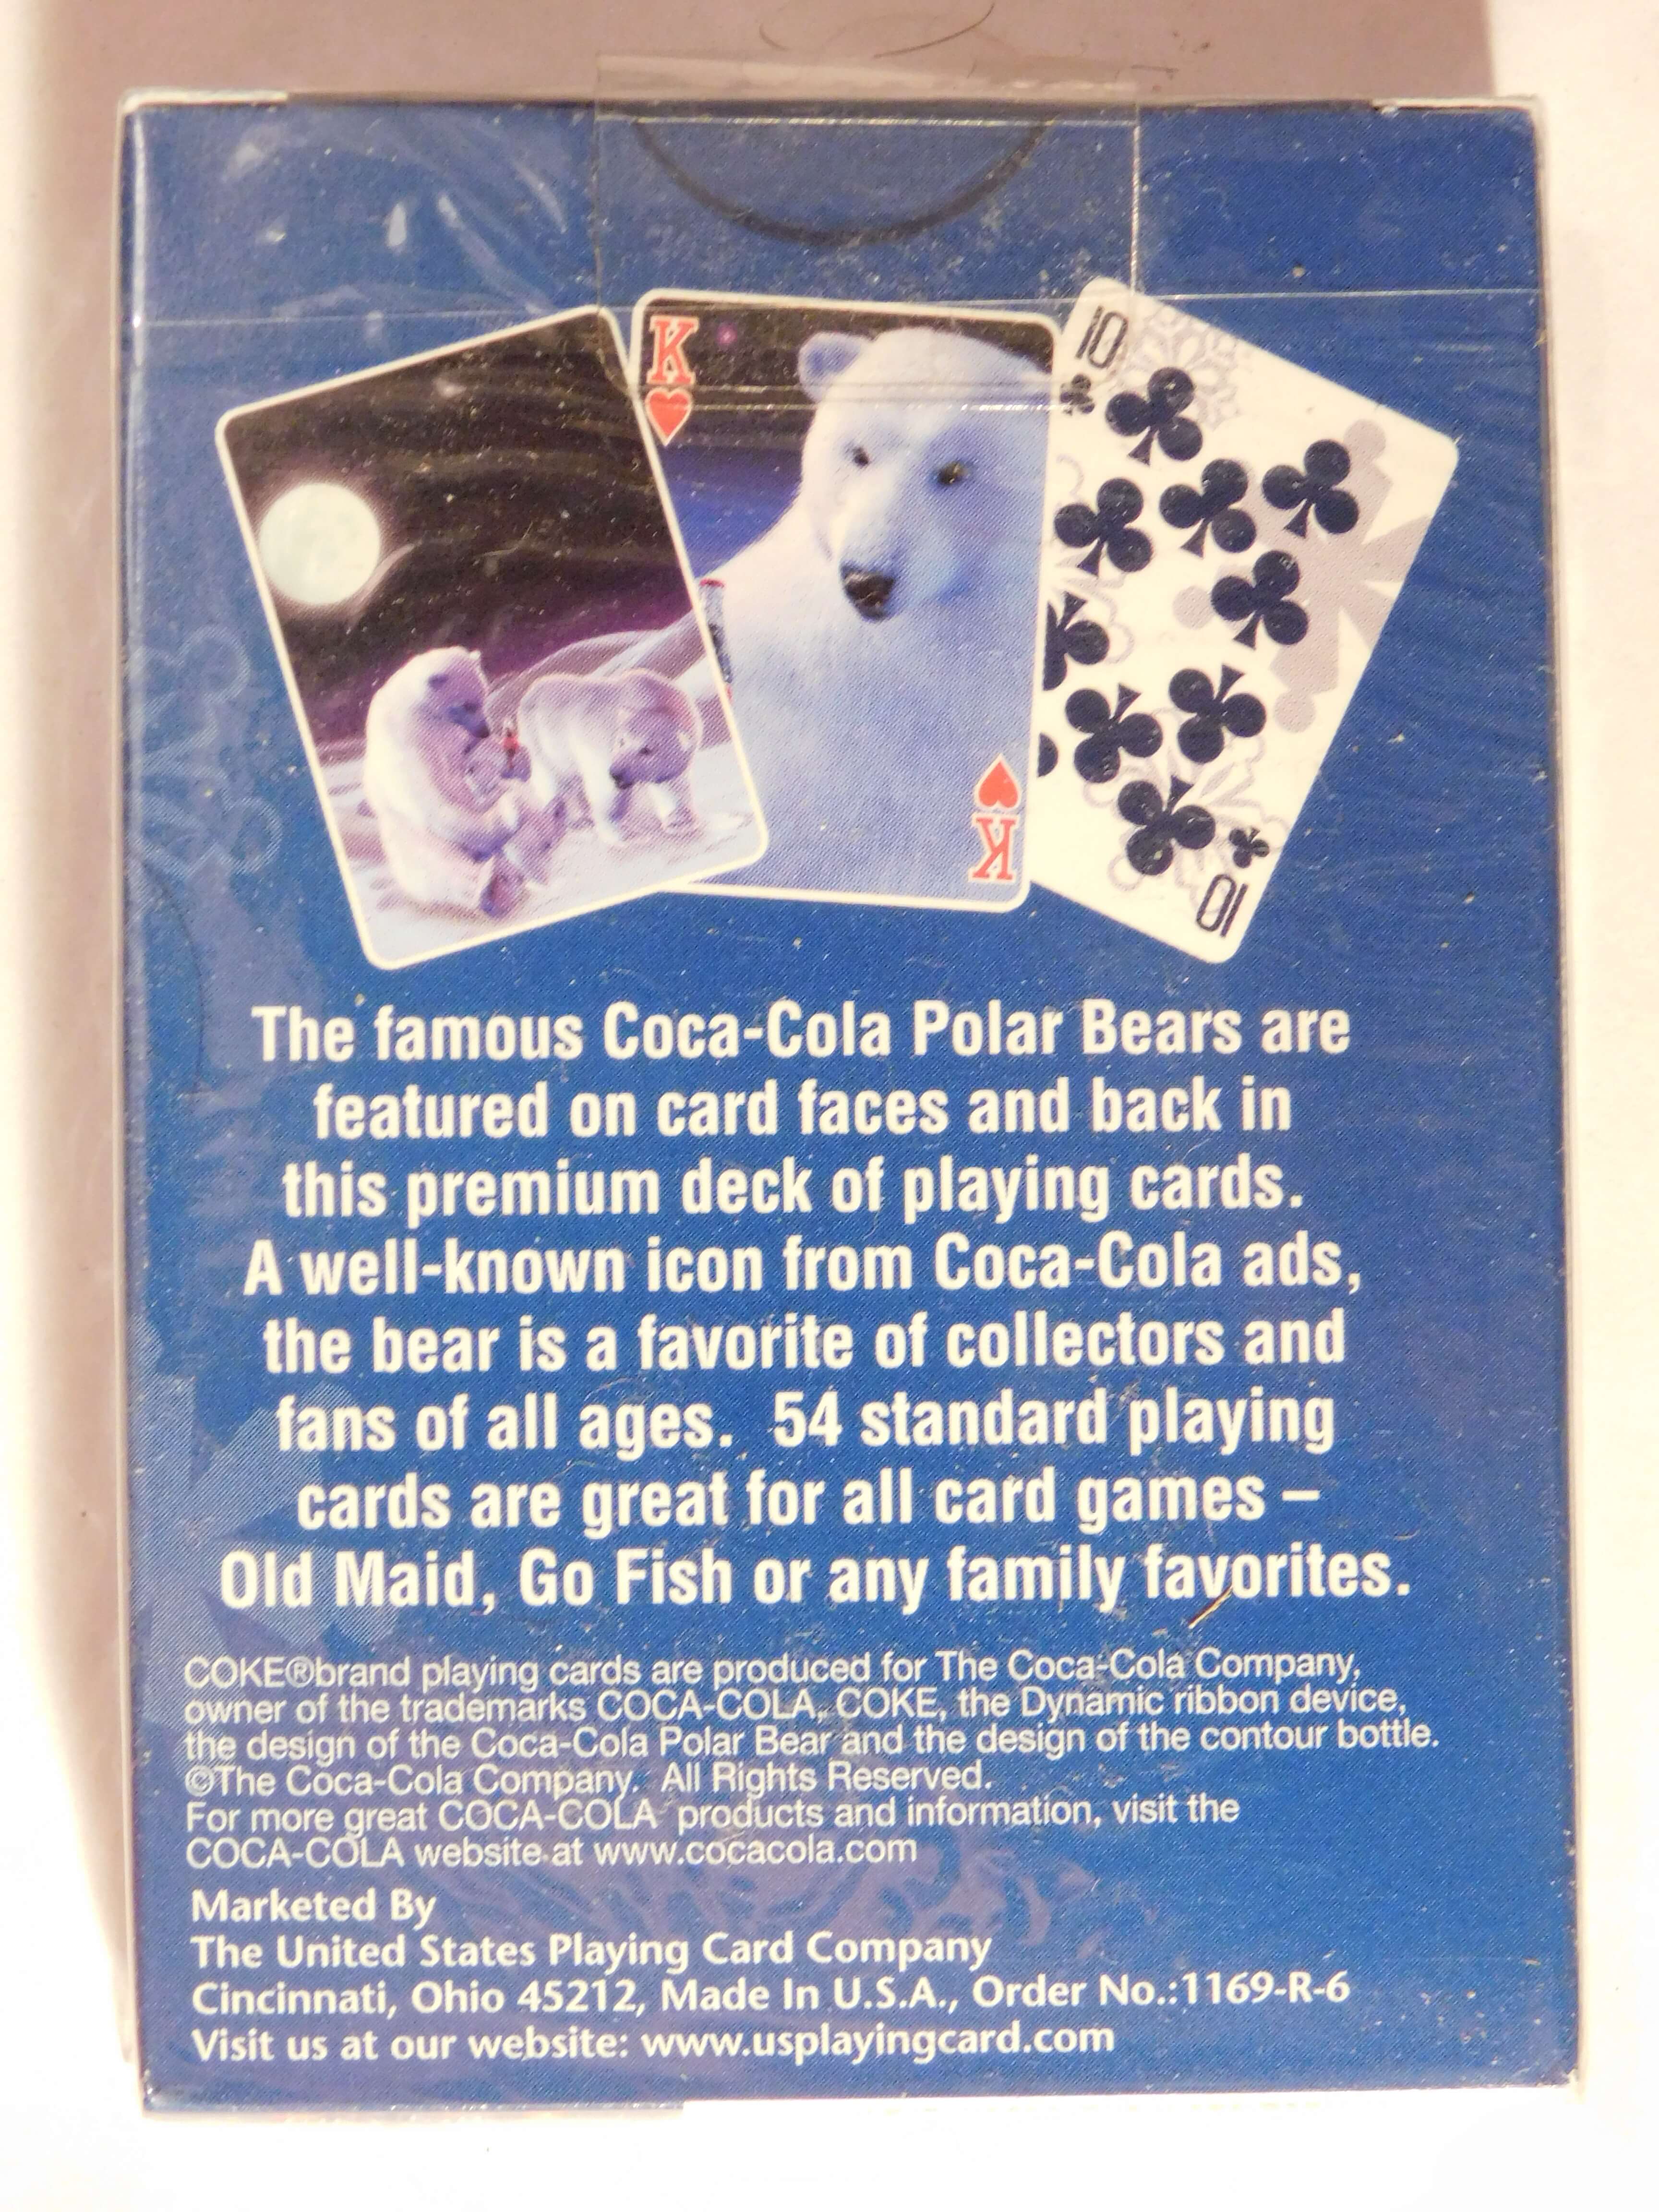 K
10
K
10
The famous Coca-Cola Polar Bears are
featured on card faces and back in
this premium deck of playing cards.
A well-known icon from Coca-Cola ads,
the bear is a favorite of collectors and
fans of all ages. 54 standard playing
cards are great for all card games –
Old Maid, Go Fish or any family favorites.
COKE®brand playing cards are produced for The Coca-Cola Company,
owner of the trademarks COCA-COLA, COKE, the Dynamic ribbon device,
the design of the Coca-Cola Polar Bear and the design of the contour bottle.
©The Coca-Cola Company. All Rights Reserved.
For more great COCA-COLA products and information, visit the
COCA-COLA website at www.cocacola.com
Marketed By
The United States Playing Card Company
Cincinnati, Ohio 45212, Made In U.S.A., Order No.:1169-R-6
Visit us at our website: www.usplayingcard.com